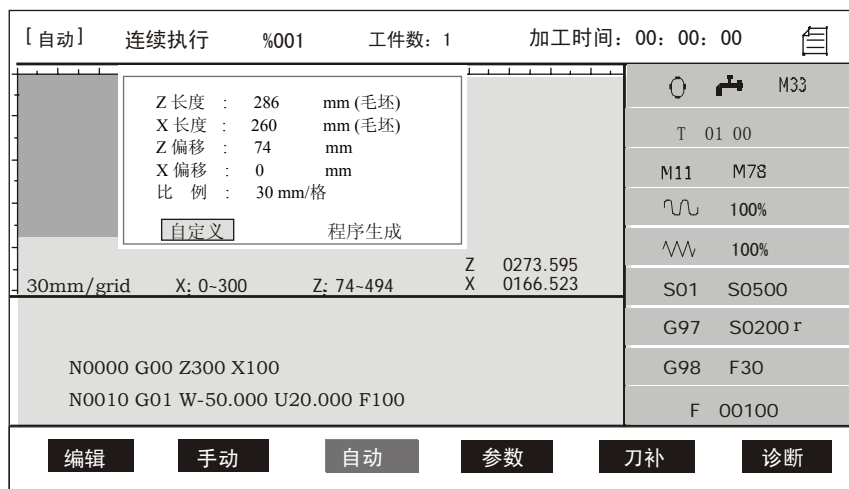 [自动] 连续执行 %001 工件数: 1 加工时间: 00: 00: 00
Z 长度 : 286 mm (毛坯)
X 长度 : 260 mm (毛坯)
Z 偏移 : 74 mm
X 偏移 : 0 mm
比 例 : 30 mm/格
自定义 程序生成
Z 0273.595
30mm/grid X: 0~300 Z: 74~494 X 0166.523
N0000 G00 Z300 X100
N0010 G01 W-50.000 U20.000 F100
M33
T 01 00
M11 M78
100%
100%
S01 S0500
G97 S0200 r
G98 F30
F 00100
编辑 手动 自动 参数 刀补 诊断